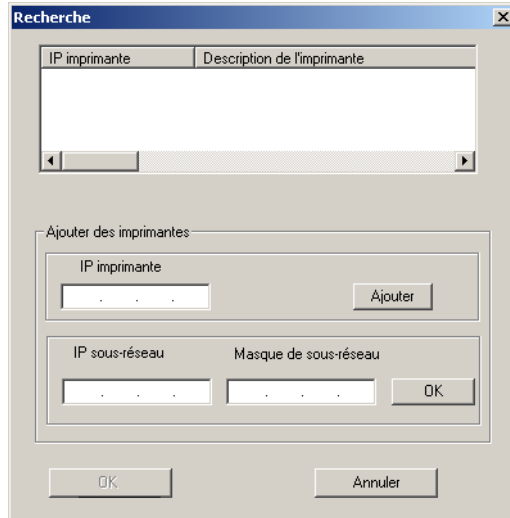 Recherche
IP imprimante Description de l'imprimante
Ajouter des imprimantes
IP imprimante
. . . Ajouter
IP sous-réseau Masque de sous-réseau
. . . . . . OK
OK Annuler